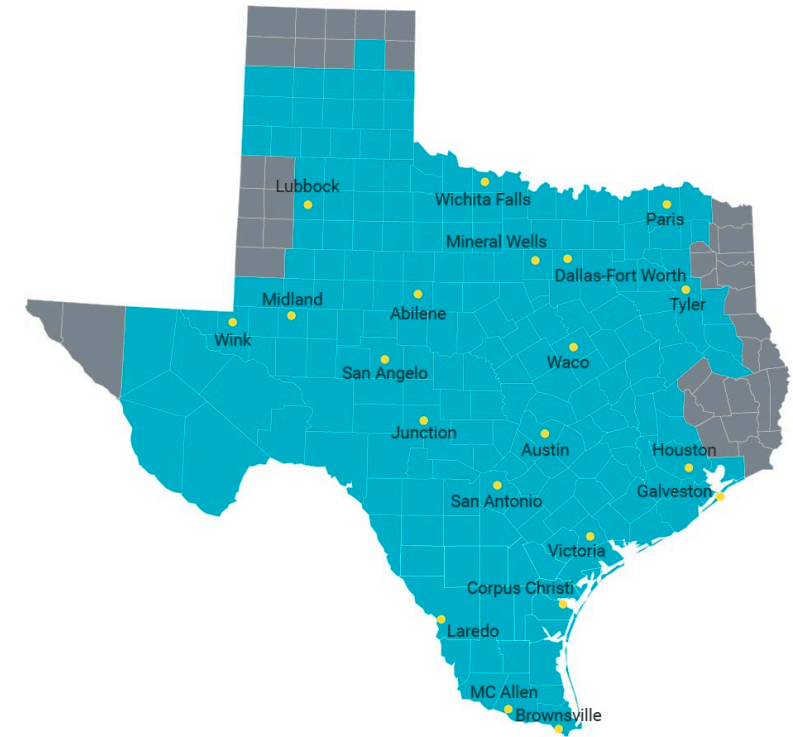 Lubbock
Wichita Falls
Paris
Mineral Wells
Dallas-Fort Worth
Midland
Abilene
Tyler
Wink
Waco
San Angelo
Junction
Austin
Houston
San Antonio
Galveston
Victoria
Corpus Christi
Laredo
MC Allen
Brownsville